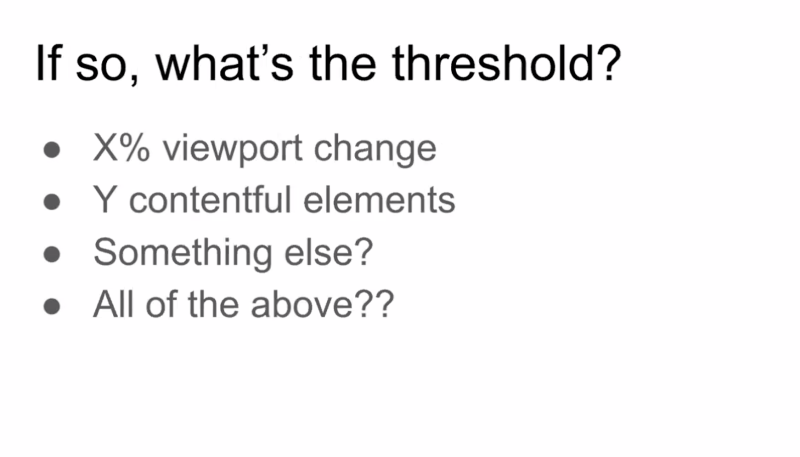 If so, what’s the threshold?
● X% viewport change
● Y contentful elements
● Something else?
● All of the above??